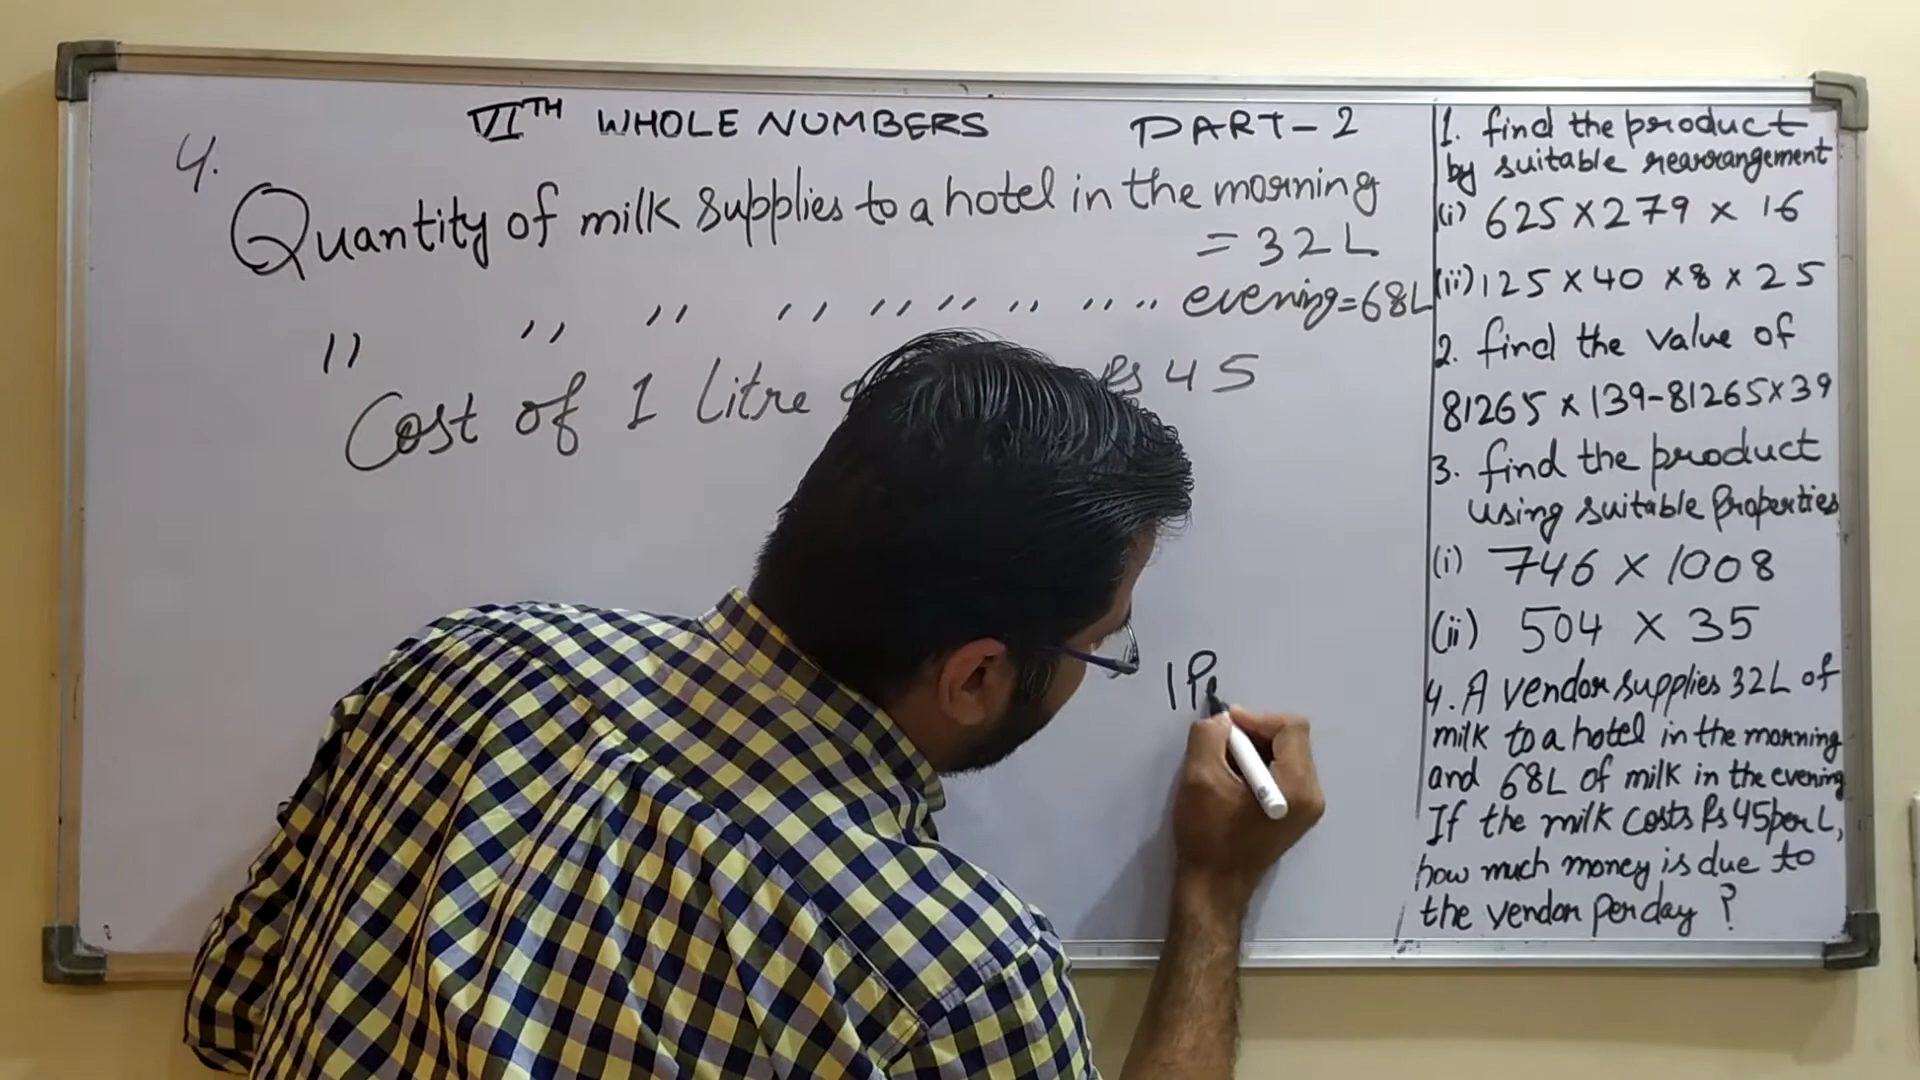 VITH WHOLE NUMBERS PART-2
4.
Quantity of milk supplies to a hotel in the morning
= 32L
" " " " " " " " evening=68L
Cost of 1 Litre Rs 45
1P
1. find the product
by suitable rearrangement
(i) 625×279 × 16
(ii) 125 × 40 × 8 × 25
2. find the value of
81265 × 139-81265×39
3. find the product
using suitable Properties
(i) 746 × 1008
(ii) 504 × 35
4. A vendor supplies 32L of
milk to a hotel in the morning
and 68L of milk in the evening
If the milk costs Rs 45 per L,
how much money is due to
the vendor per day ?